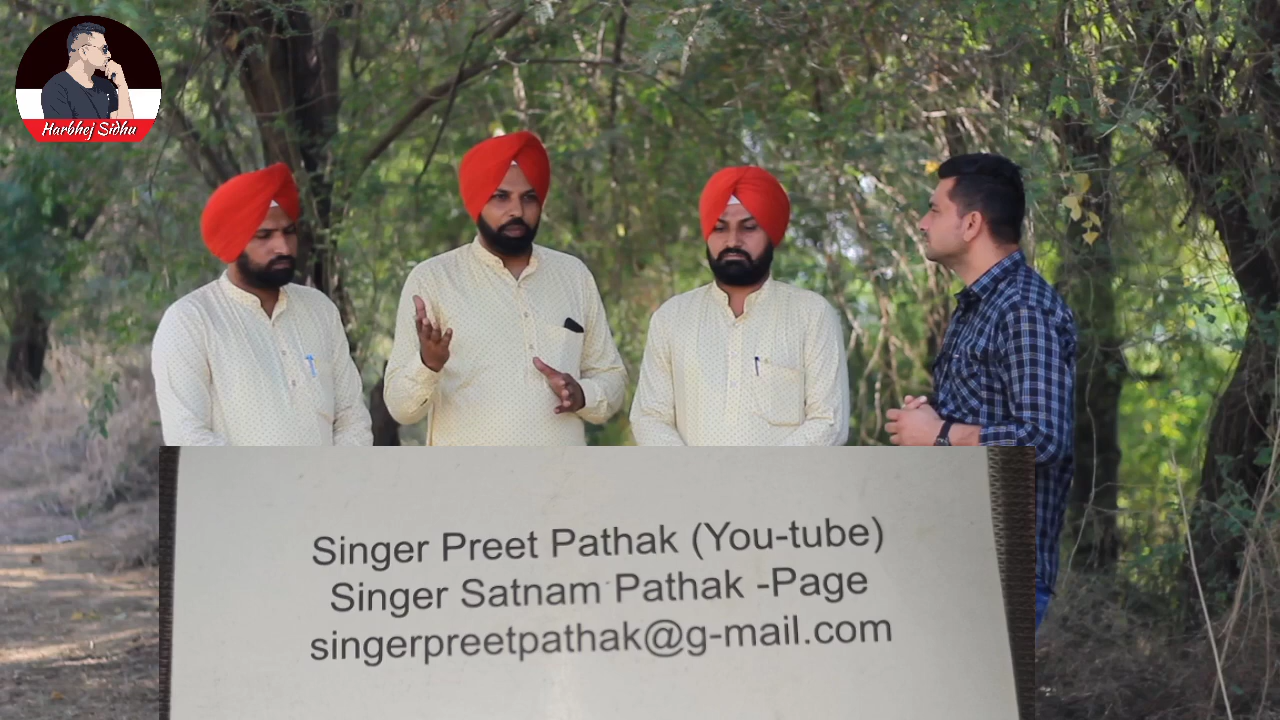 Harbhej Sidhu
Singer Preet Pathak (You-tube)
Singer Satnam Pathak -Page
singerpreetpathak@g-mail.com